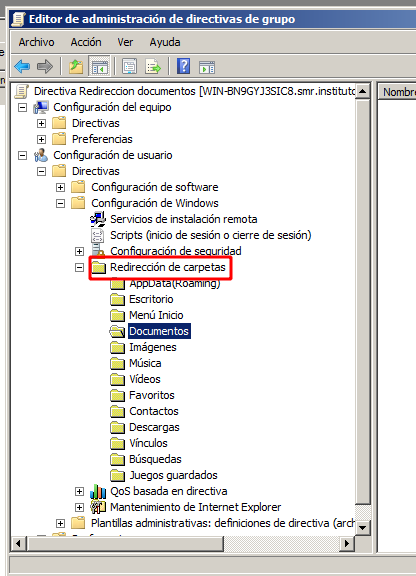 Editor de administración de directivas de grupo
Archivo Acción Ver Ayuda
Directiva Redireccion documentos [WIN-BN9GYJ3SIC8.smr.instituto
Nombre
Configuración del equipo
Directivas
Preferencias
Configuración de usuario
Directivas
Configuración de software
Configuración de Windows
Servicios de instalación remota
Scripts (inicio de sesión o cierre de sesión)
Configuración de seguridad
Redirección de carpetas
AppData(Roaming)
Escritorio
Menú Inicio
Documentos
Imágenes
Música
Vídeos
Favoritos
Contactos
Descargas
Vínculos
Búsquedas
Juegos guardados
QoS basada en directiva
Mantenimiento de Internet Explorer
Plantillas administrativas: definiciones de directiva (arch